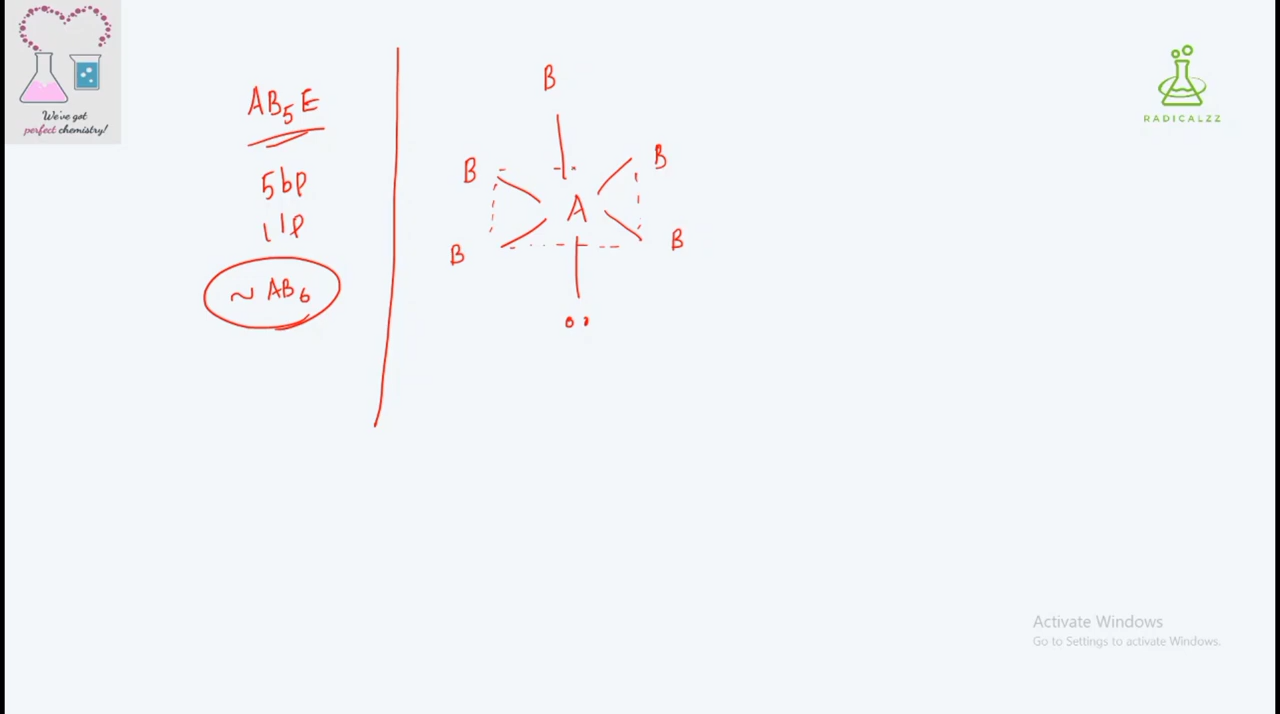 We've got
perfect chemistry!
AB5E
5bp
1lp
~ AB6
B
B
B
A
B
B
RADICALZZ
Activate Windows
Go to Settings to activate Windows.